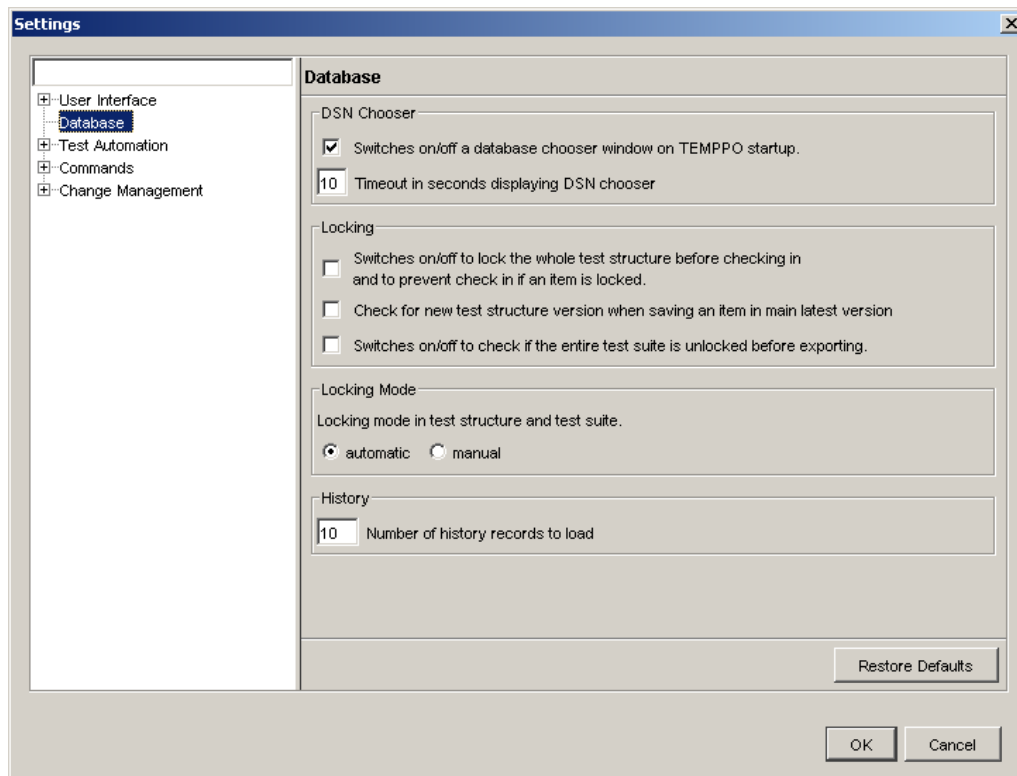 Settings
User Interface
Database
Test Automation
Commands
Change Management
Database
DSN Chooser
Switches on/off a database chooser window on TEMPPO startup.
10 Timeout in seconds displaying DSN chooser
Locking
Switches on/off to lock the whole test structure before checking in
and to prevent check in if an item is locked.
Check for new test structure version when saving an item in main latest version
Switches on/off to check if the entire test suite is unlocked before exporting.
Locking Mode
Locking mode in test structure and test suite.
automatic manual
History
10 Number of history records to load
Restore Defaults
OK Cancel